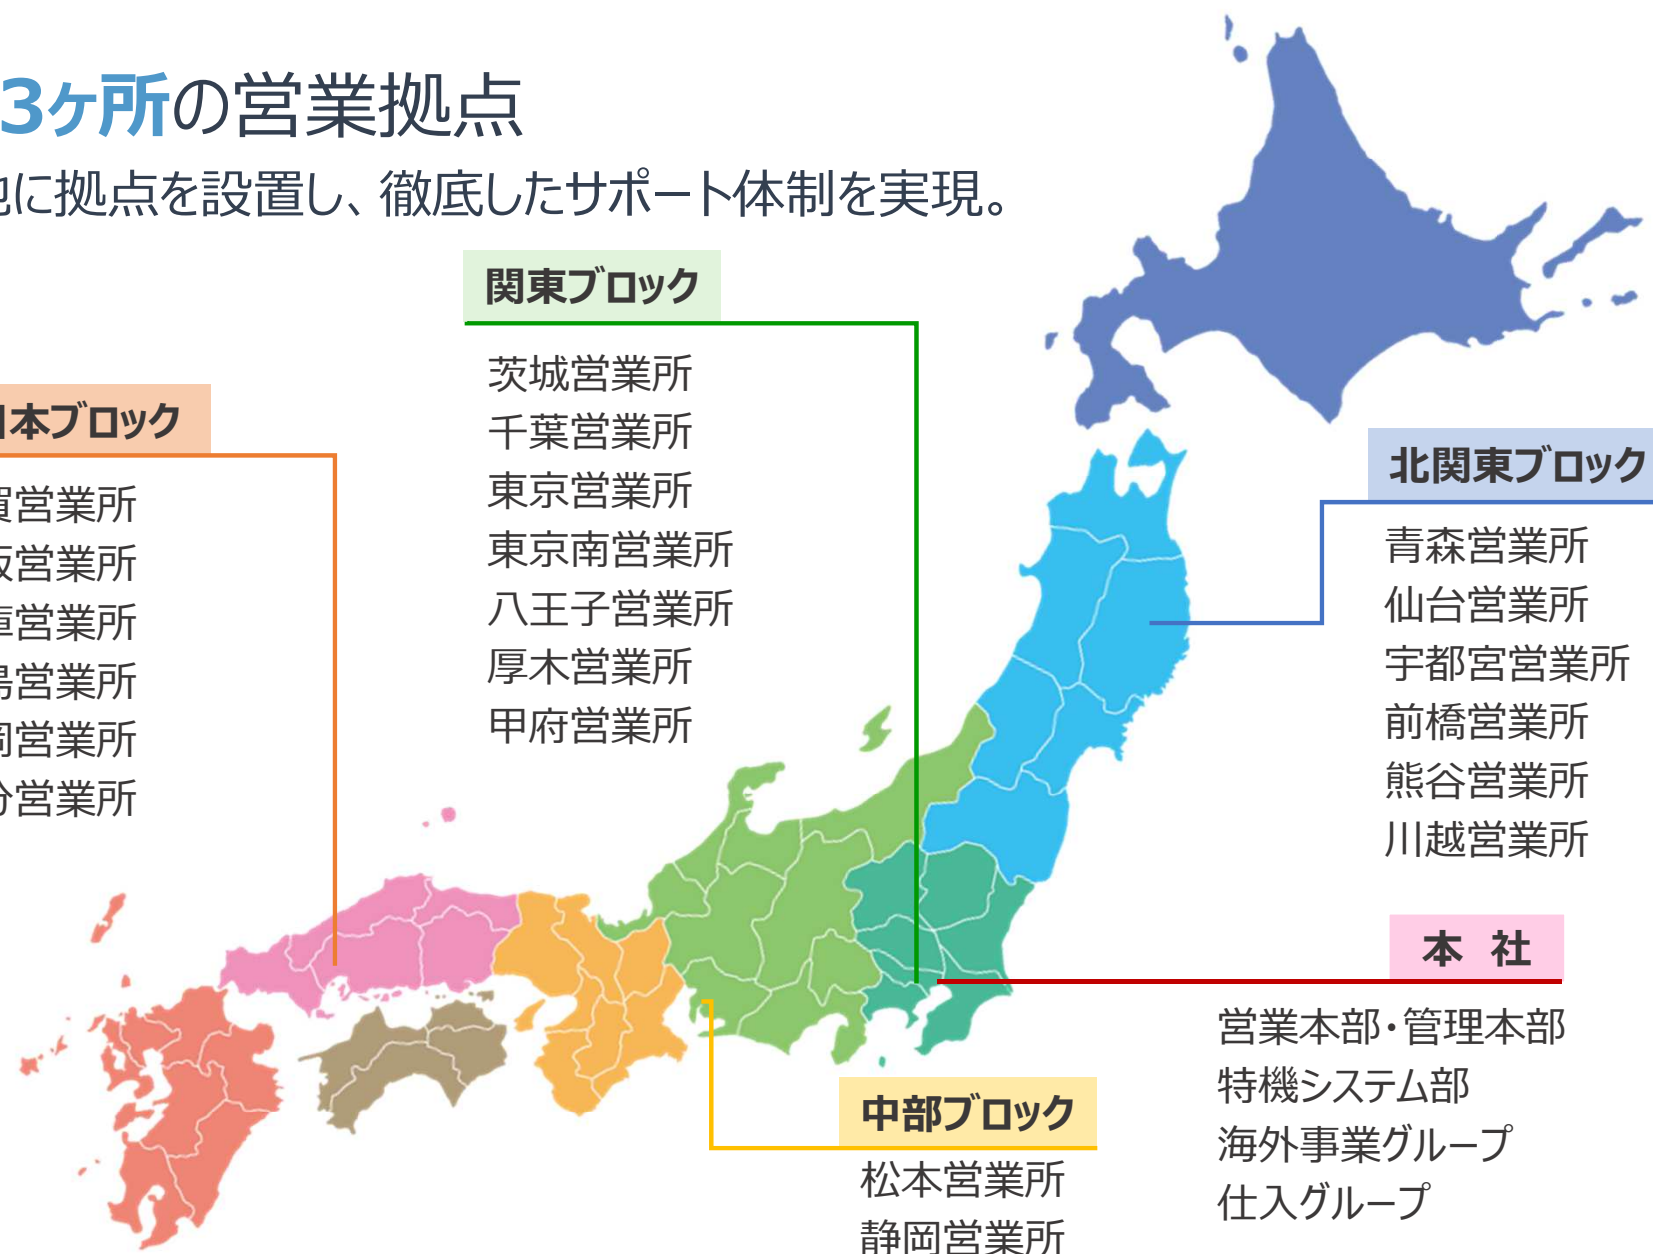 3ヶ所の営業拠点
地に拠点を設置し、徹底したサポート体制を実現。
関東ブロック
茨城営業所
千葉営業所
東京営業所
東京南営業所
八王子営業所
厚木営業所
甲府営業所
日本ブロック
賀営業所
阪営業所
庫営業所
島営業所
岡営業所
分営業所
北関東ブロック
青森営業所
仙台営業所
宇都宮営業所
前橋営業所
熊谷営業所
川越営業所
本 社
営業本部・管理本部
特機システム部
海外事業グループ
仕入グループ
中部ブロック
松本営業所
静岡営業所